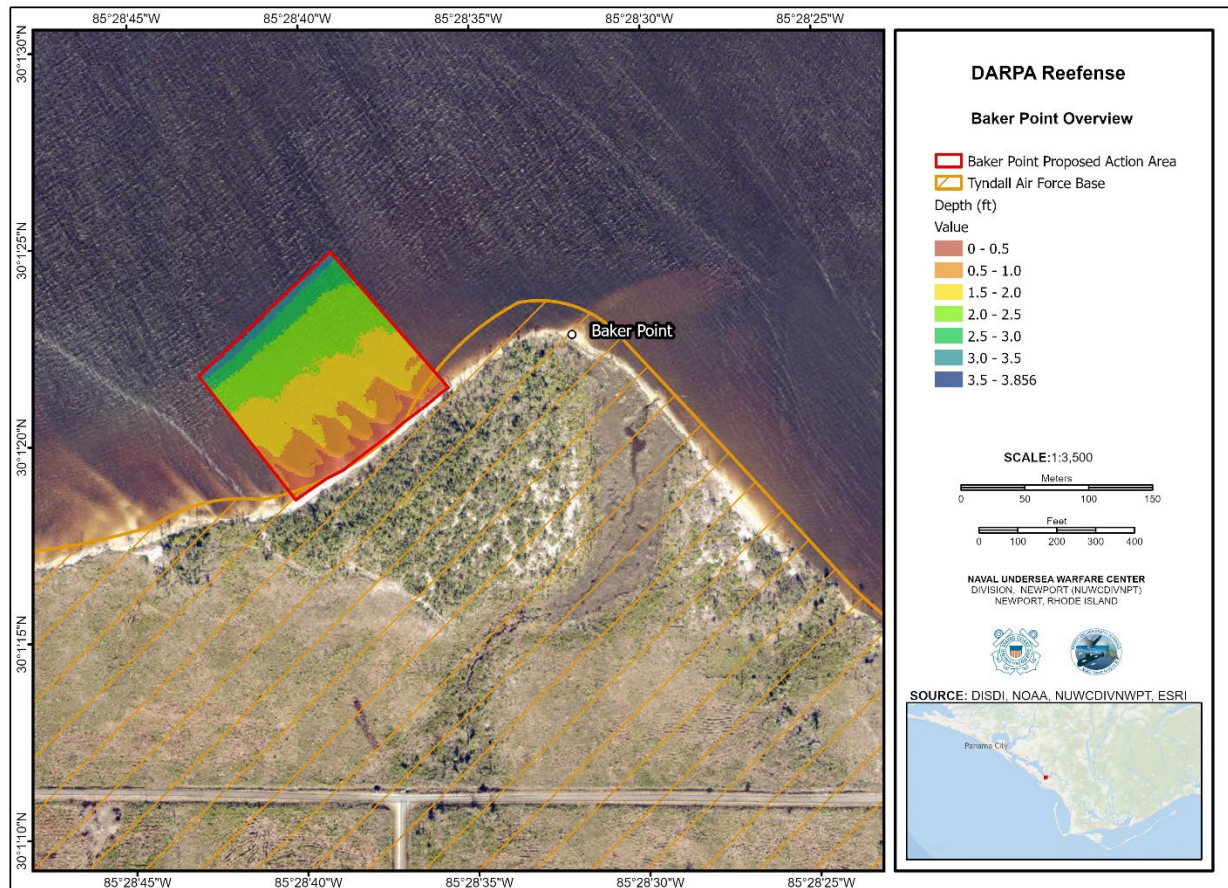 85°28'40"W
85°28'35"W
85°28'30"W
85°28'25"W
30°1'30"N
30°1'25"N
30°1'20"N
30°1'15"N
30°1'10"N
Baker Point
85°28'45"W
85°28'40"W
85°28'35"W
85°28'30"W
85°28'25"W
DARPA Reefense
Baker Point Overview
Baker Point Proposed Action Area
Tyndall Air Force Base
Depth (ft)
Value
0 - 0.5
0.5 - 1.0
1.5 - 2.0
2.0 - 2.5
2.5 - 3.0
3.0 - 3.5
3.5 - 3.856
SCALE:1:3,500
Meters
0 50 100 150
Feet
0 100 200 300 400
NAVAL UNDERSEA WARFARE CENTER
DIVISION, NEWPORT (NUWCDIVNPT)
NEWPORT, RHODE ISLAND
SOURCE: DISDI, NOAA, NUWCDIVNWPT, ESRI
Panama City